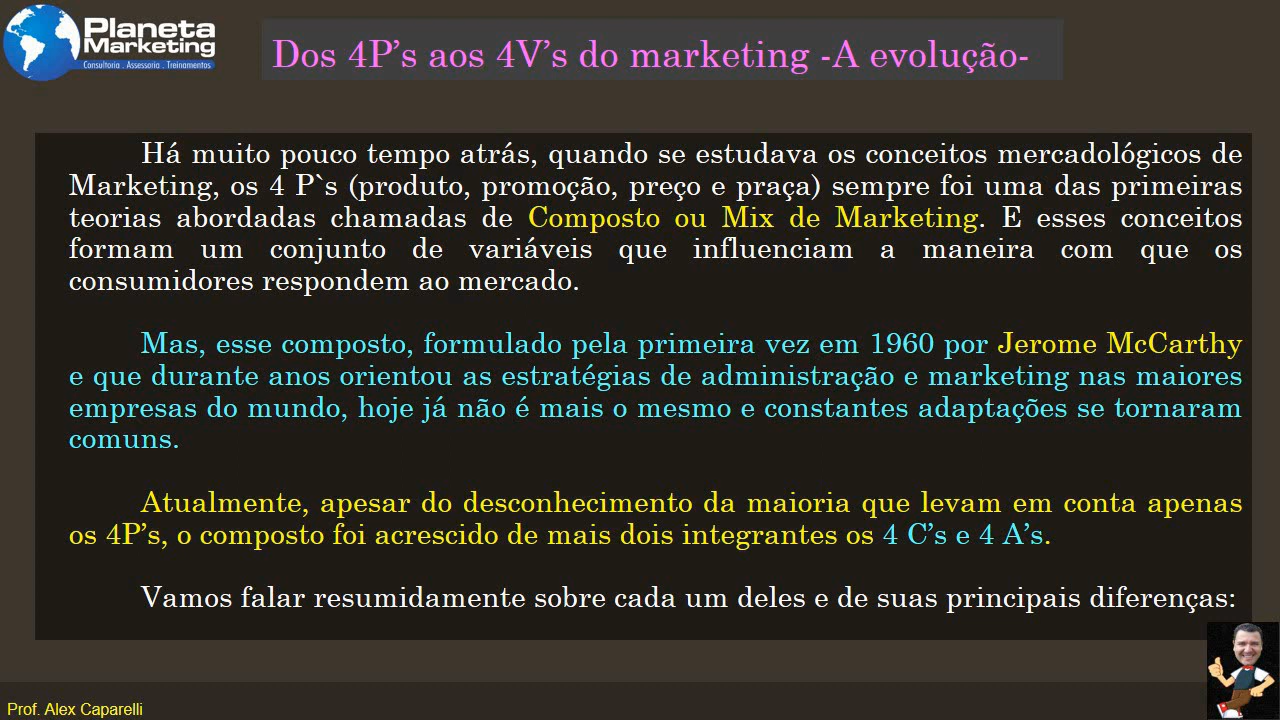 Planeta
Marketing
Consultoria . Assessoria . Treinamentos
Dos 4P’s aos 4V’s do marketing -A evolução-
Há muito pouco tempo atrás, quando se estudava os conceitos mercadológicos de
Marketing, os 4 P`s (produto, promoção, preço e praça) sempre foi uma das primeiras
teorias abordadas chamadas de Composto ou Mix de Marketing. E esses conceitos
formam um conjunto de variáveis que influenciam a maneira com que os
consumidores respondem ao mercado.
Mas, esse composto, formulado pela primeira vez em 1960 por Jerome McCarthy
e que durante anos orientou as estratégias de administração e marketing nas maiores
empresas do mundo, hoje já não é mais o mesmo e constantes adaptações se tornaram
comuns.
Atualmente, apesar do desconhecimento da maioria que levam em conta apenas
os 4P’s, o composto foi acrescido de mais dois integrantes os 4 C’s e 4 A’s.
Vamos falar resumidamente sobre cada um deles e de suas principais diferenças:
Prof. Alex Caparelli